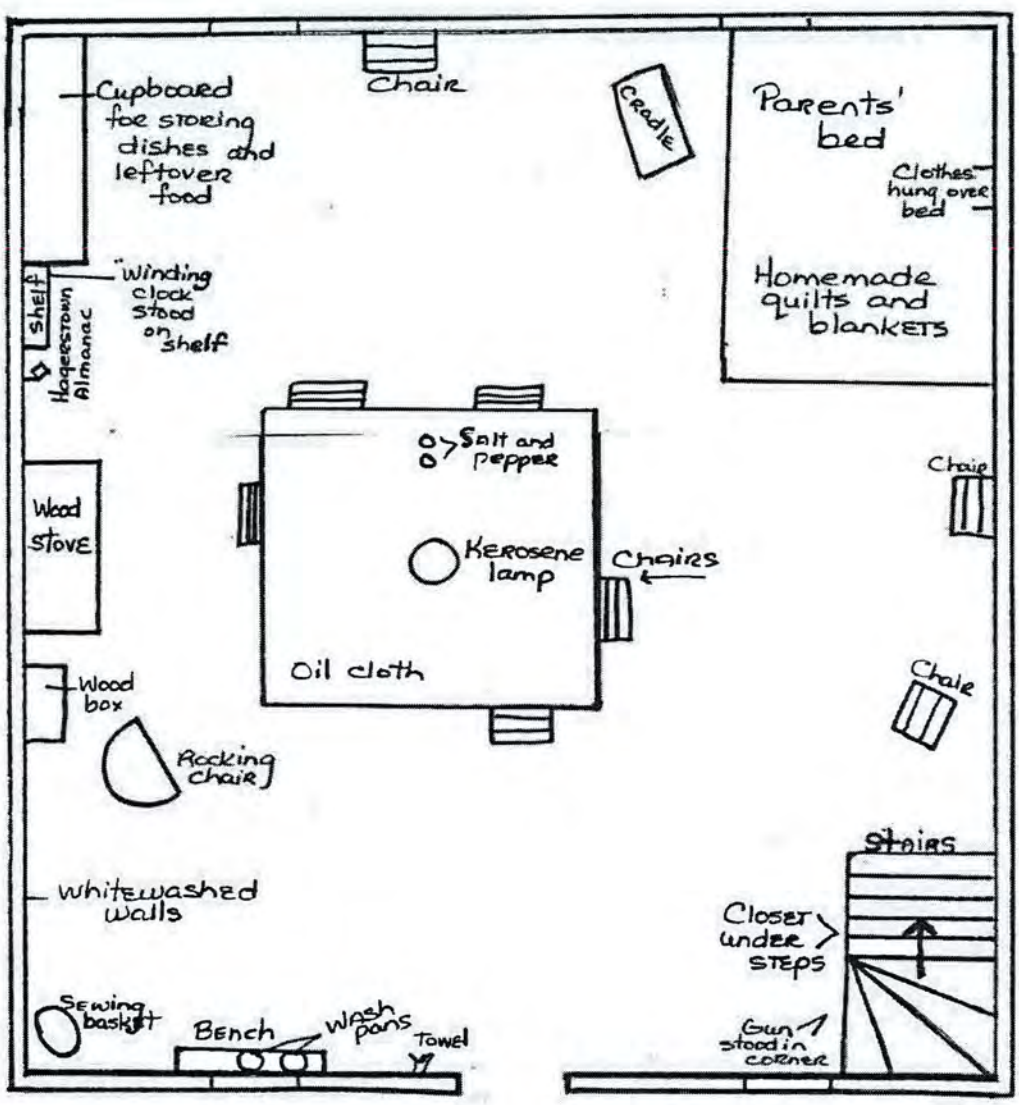 Cupboard
for storing
dishes and
leftover
food
Chair
Cradle
Parents'
bed
Clothes
hung over
bed
Homemade
quilts and
blankets
Shelf
"Winding
clock
stood
on
shelf
Hagerstown
Almanac
Salt and
pepper
Chair
Wood
stove
Kerosene
lamp
Chairs
Oil cloth
Wood
box
Chair
Rocking
chair
Stairs
Whitewashed
walls
Closet
under
steps
Sewing
basket
Bench
Wash
pans
Towel
Gun
stood in
corner